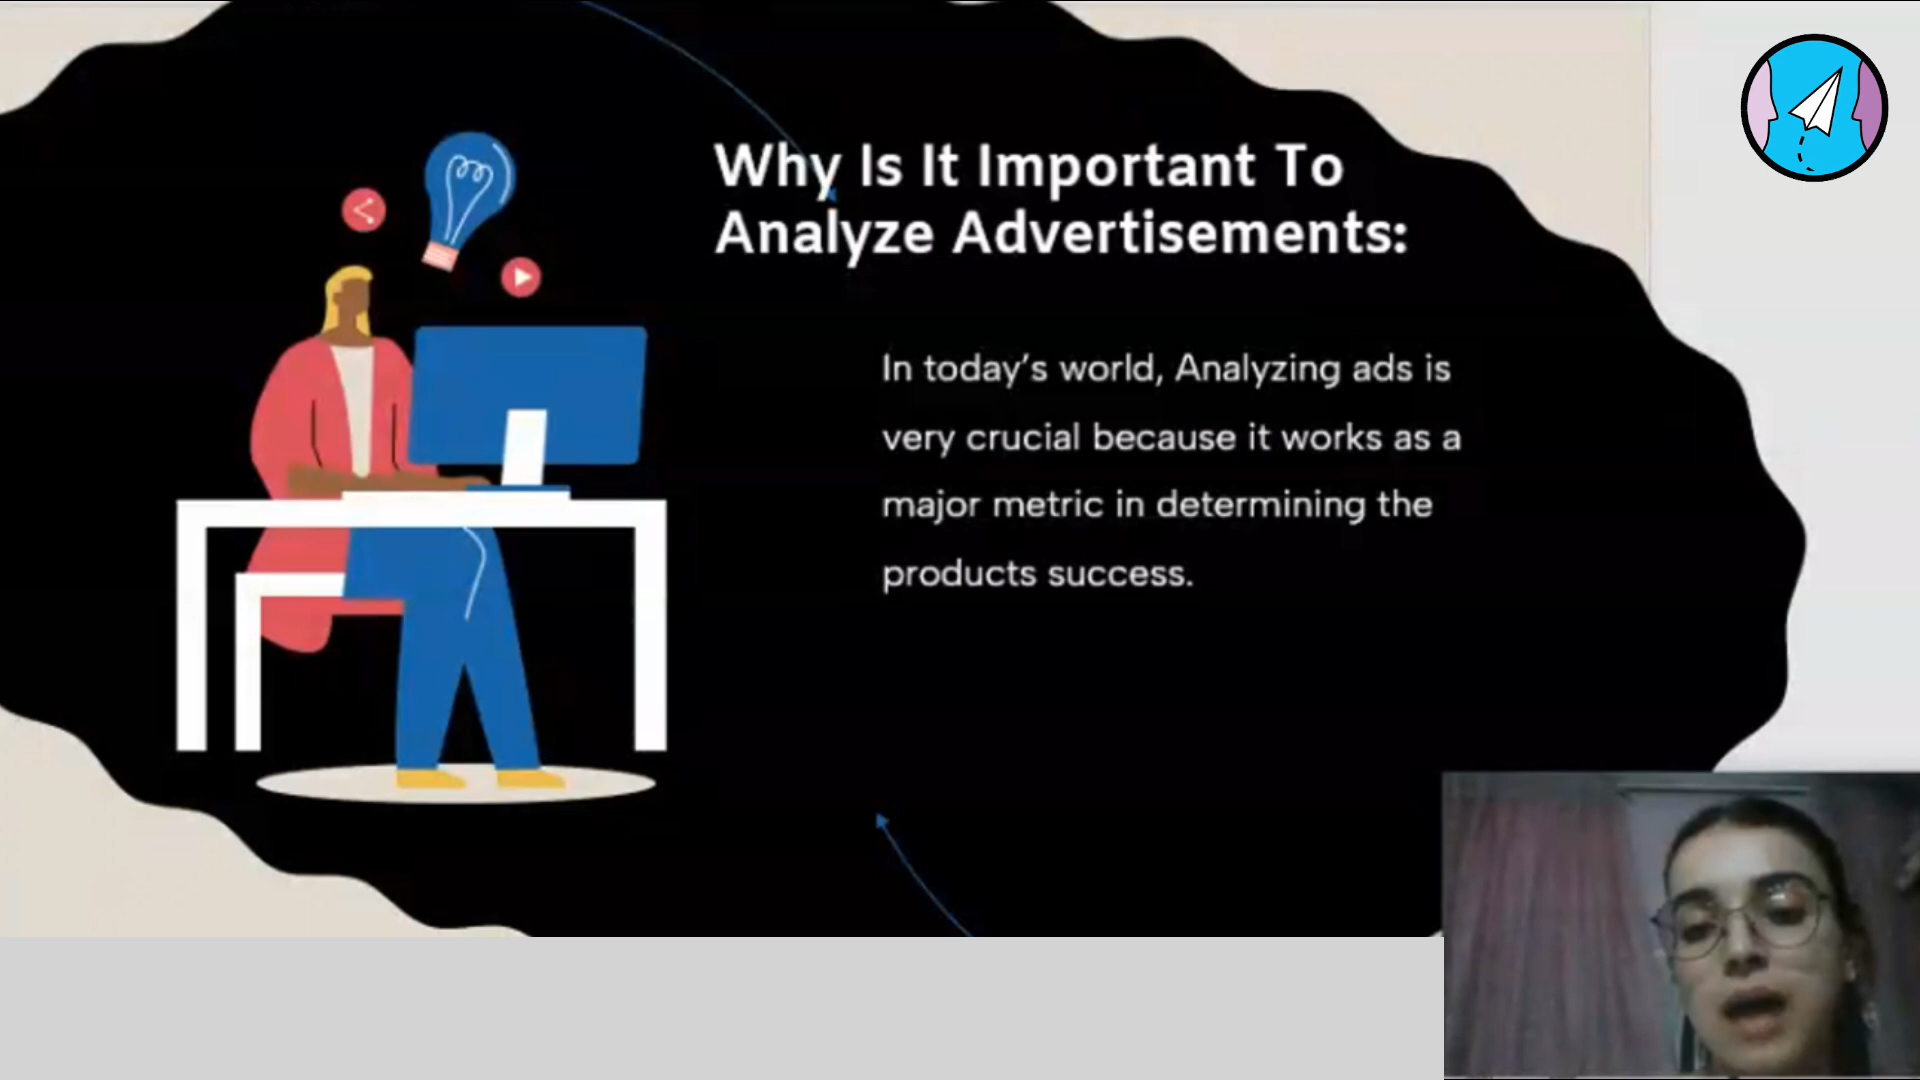 Why Is It Important To
Analyze Advertisements:
In today's world, Analyzing ads is
very crucial because it works as a
major metric in determining the
products success.